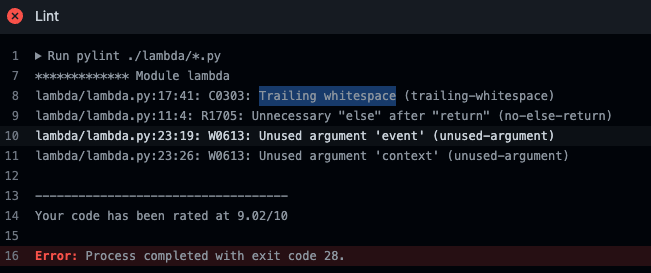 Lint
1 Run pylint ./lambda/*.py
7 ************* Module lambda
8 lambda/lambda.py:17:41: C0303: Trailing whitespace (trailing-whitespace)
9 lambda/lambda.py:11:4: R1705: Unnecessary "else" after "return" (no-else-return)
10 lambda/lambda.py:23:19: W0613: Unused argument 'event' (unused-argument)
11 lambda/lambda.py:23:26: W0613: Unused argument 'context' (unused-argument)
12
13 -----------------------------------
14 Your code has been rated at 9.02/10
15
16 Error: Process completed with exit code 28.